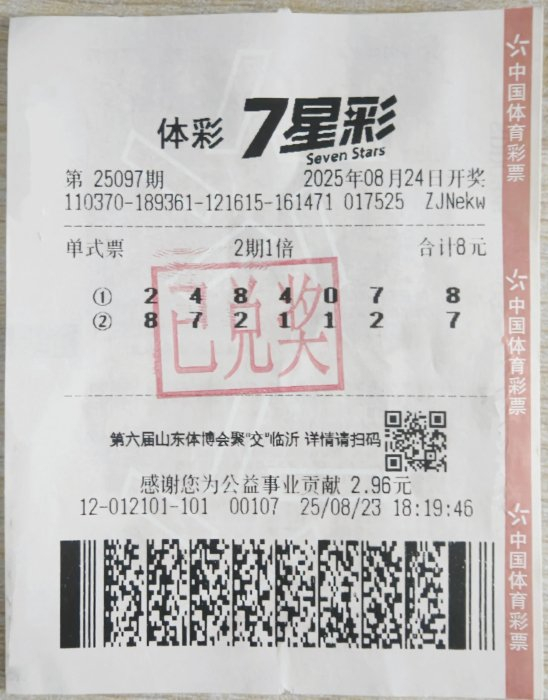 体彩 7星彩
Seven Stars
第 25097期 2025年08月24日开奖
110370-189361-121615-161471 017525 ZJNekw
单式票 2期1倍 合计8元
① 2 4 8 4 0 7 8
② 8 7 2 1 1 2 7
已兑奖
第六届山东体博会聚"交"临沂 详情请扫码
感谢您为公益事业贡献 2.96元
12-012101-101 00107 25/08/23 18:19:46
中国体育彩票
中国体育彩票
中国体育彩票